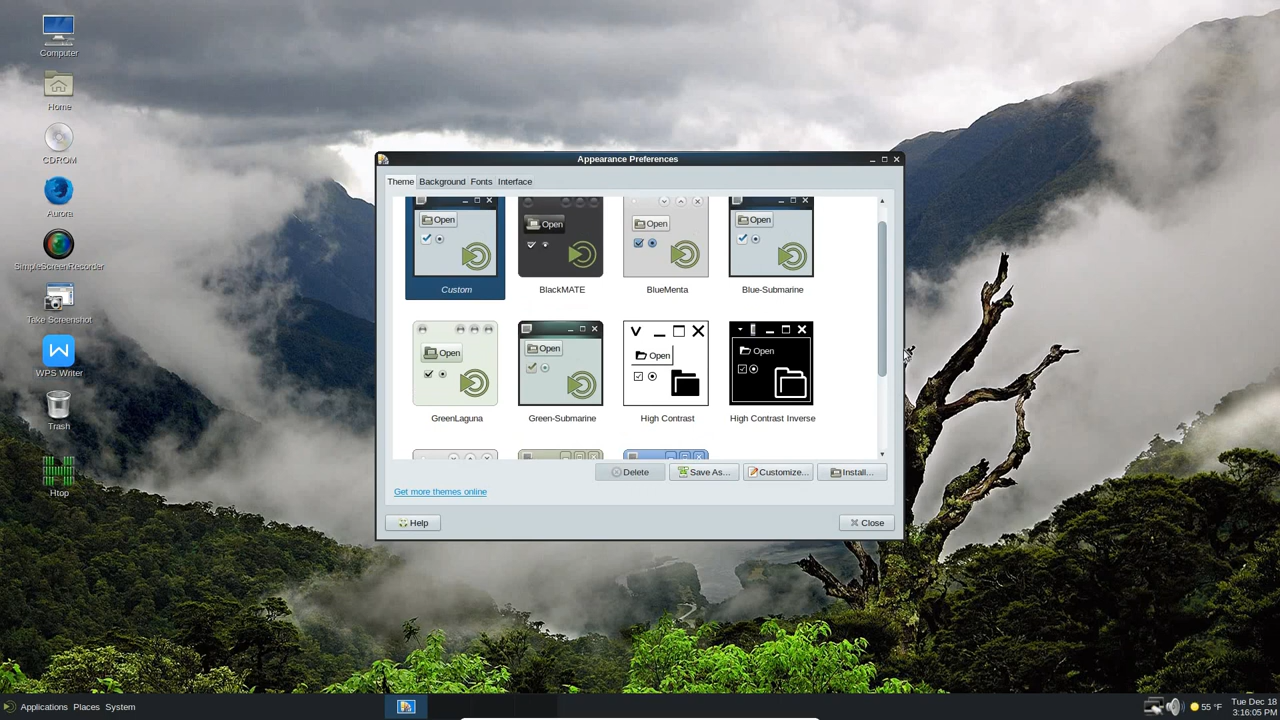 Computer
Home
CDROM
Aurora
SimpleScreenRecorder
Take Screenshot
WPS Writer
Trash
Htop
Appearance Preferences
Theme Background Fonts Interface
Open
Open
Open
Open
Custom
BlackMATE
BlueMenta
Blue-Submarine
Open
Open
Open
Open
GreenLaguna
Green-Submarine
High Contrast
High Contrast Inverse
Delete
Save As...
Customize...
Install...
Get more themes online
Help
Close
Applications Places System
55 °F
Tue Dec 18
3:16:05 PM